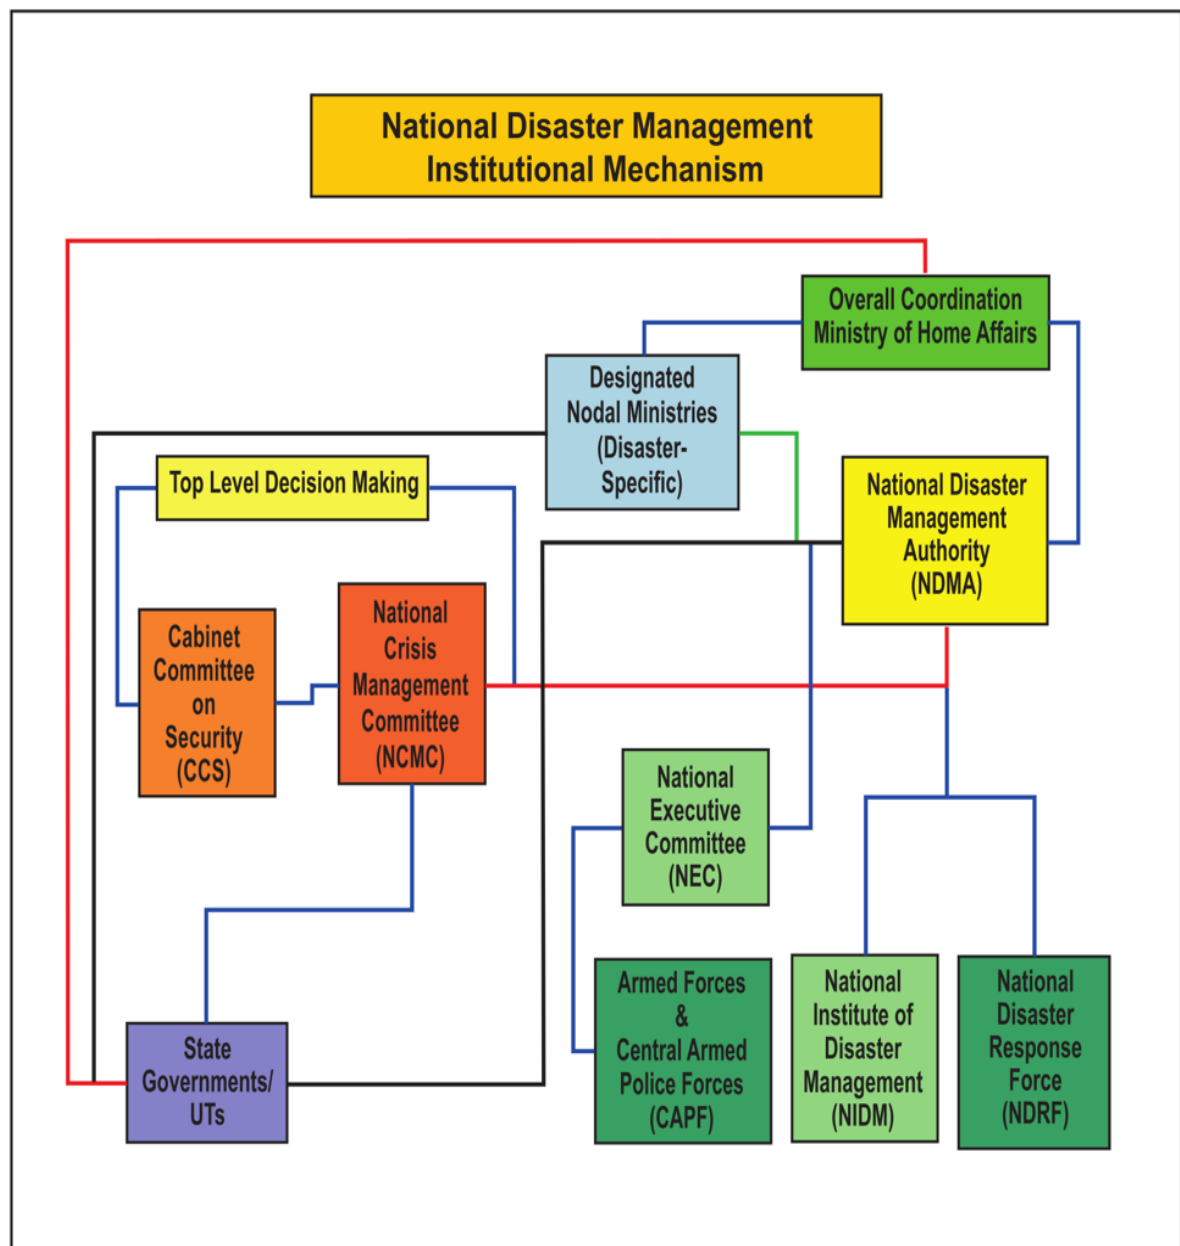 National Disaster Management
Institutional Mechanism
Overall Coordination
Ministry of Home Affairs
Designated
Nodal Ministries
(Disaster-
Specific)
Top Level Decision Making
National Disaster
Management
Authority
(NDMA)
Cabinet
Committee
on
Security
(CCS)
National
Crisis
Management
Committee
(NCMC)
National
Executive
Committee
(NEC)
State
Governments/
UTs
Armed Forces
&
Central Armed
Police Forces
(CAPF)
National
Institute of
Disaster
Management
(NIDM)
National
Disaster
Response
Force
(NDRF)